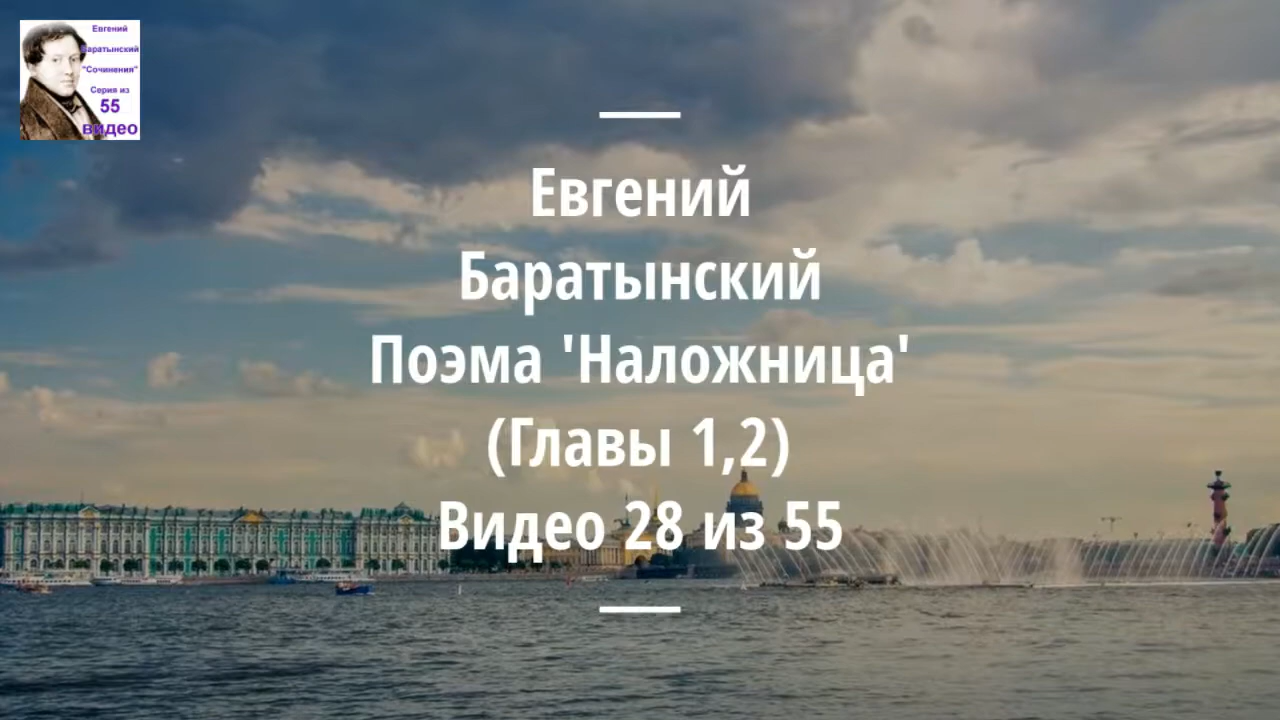 Евгений
Баратынский
"Сочинения"
Серия из
55
видео
Евгений
Баратынский
Поэма 'Наложница'
(Главы 1,2)
Видео 28 из 55